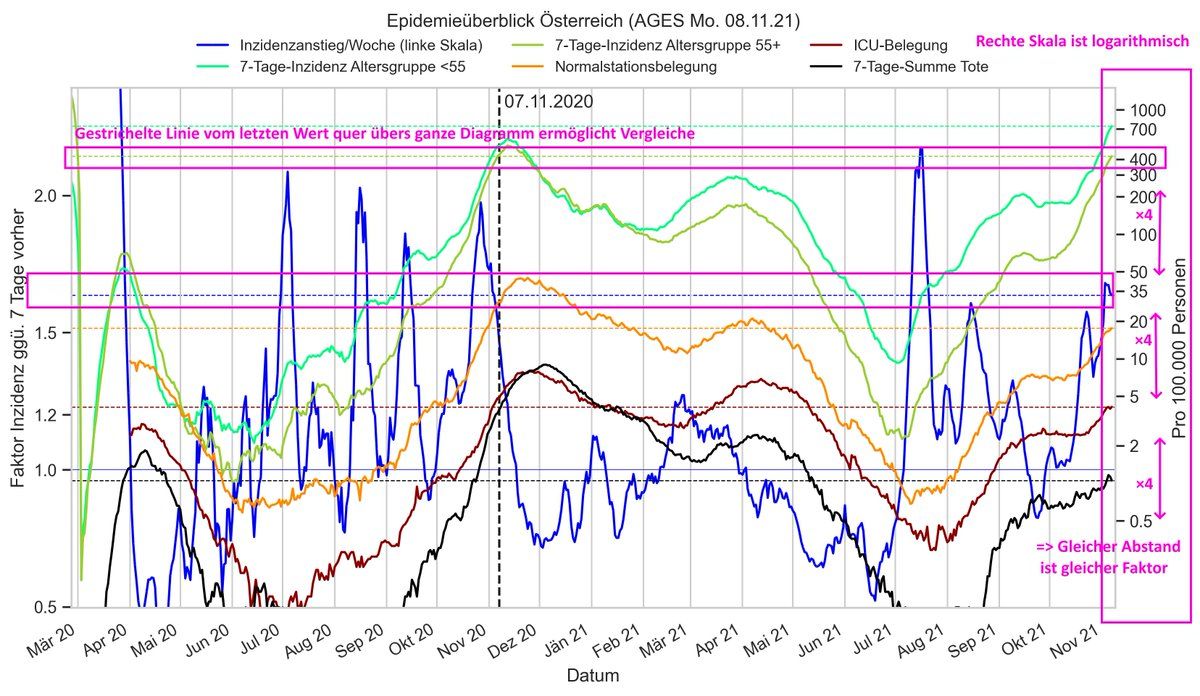 Epidemieüberblick Österreich (AGES Mo. 08.11.21)
Inzidenzanstieg/Woche (linke Skala)
7-Tage-Inzidenz Altersgruppe <55
7-Tage-Inzidenz Altersgruppe 55+
Normalstationsbelegung
ICU-Belegung
7-Tage-Summe Tote
Rechte Skala ist logarithmisch
07.11.2020
Gestrichelte Linie vom letzten Wert quer übers ganze Diagramm ermöglicht Vergleiche
Faktor Inzidenz ggü. 7 Tage vorher
2.0
1.5
1.2
1.0
0.5
1000
700
400
300
200
×4
100
50
35
20
×4
10
5
2
×4
0.5
Pro 100.000 Personen
=> Gleicher Abstand
ist gleicher Faktor
Mär 20 Apr 20 Mai 20 Jun 20 Jul 20 Aug 20 Sep 20 Okt 20 Nov 20 Dez 20 Jän 21 Feb 21 Mär 21 Apr 21 Mai 21 Jun 21 Jul 21 Aug 21 Sep 21 Okt 21 Nov 21
Datum